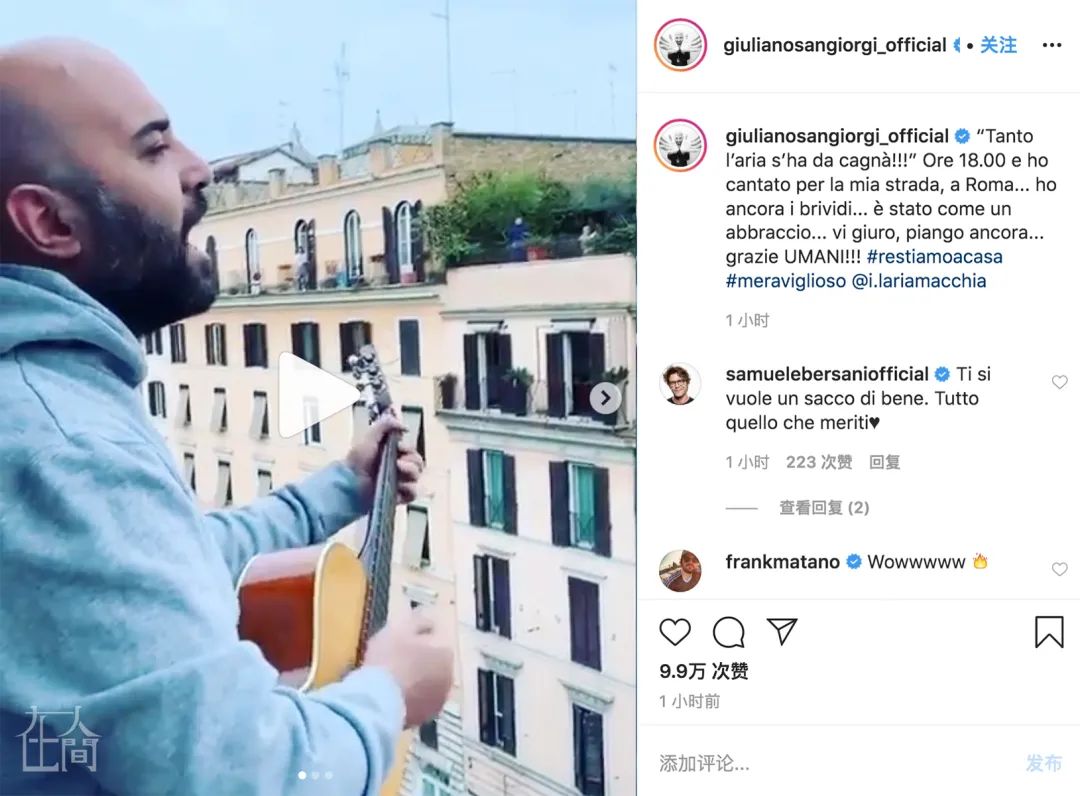 giulianosangiorgi_official • 关注
giulianosangiorgi_official “Tanto
l’aria s’ha da cagnà!!!” Ore 18.00 e ho
cantato per la mia strada, a Roma... ho
ancora i brividi... è stato come un
abbraccio... vi giuro, piango ancora...
grazie UMANI!!! #restiamoacasa
#meraviglioso @i.lariamacchia
1 小时
samuelebersaniofficial Ti si
vuole un sacco di bene. Tutto
quello che meriti♥
1 小时 223 次赞 回复
查看回复 (2)
frankmatano Wowwwww 🔥
9.9万 次赞
1 小时前
添加评论... 发布
在人間